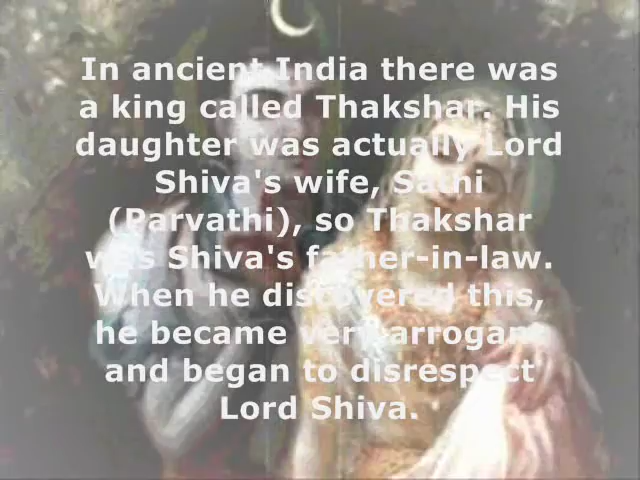 In ancient India there was
a king called Thakshar. His
daughter was actually Lord
Shiva's wife, Sathi
(Parvathi), so Thakshar
was Shiva's father-in-law.
When he discovered this,
he became very arrogant
and began to disrespect
Lord Shiva.